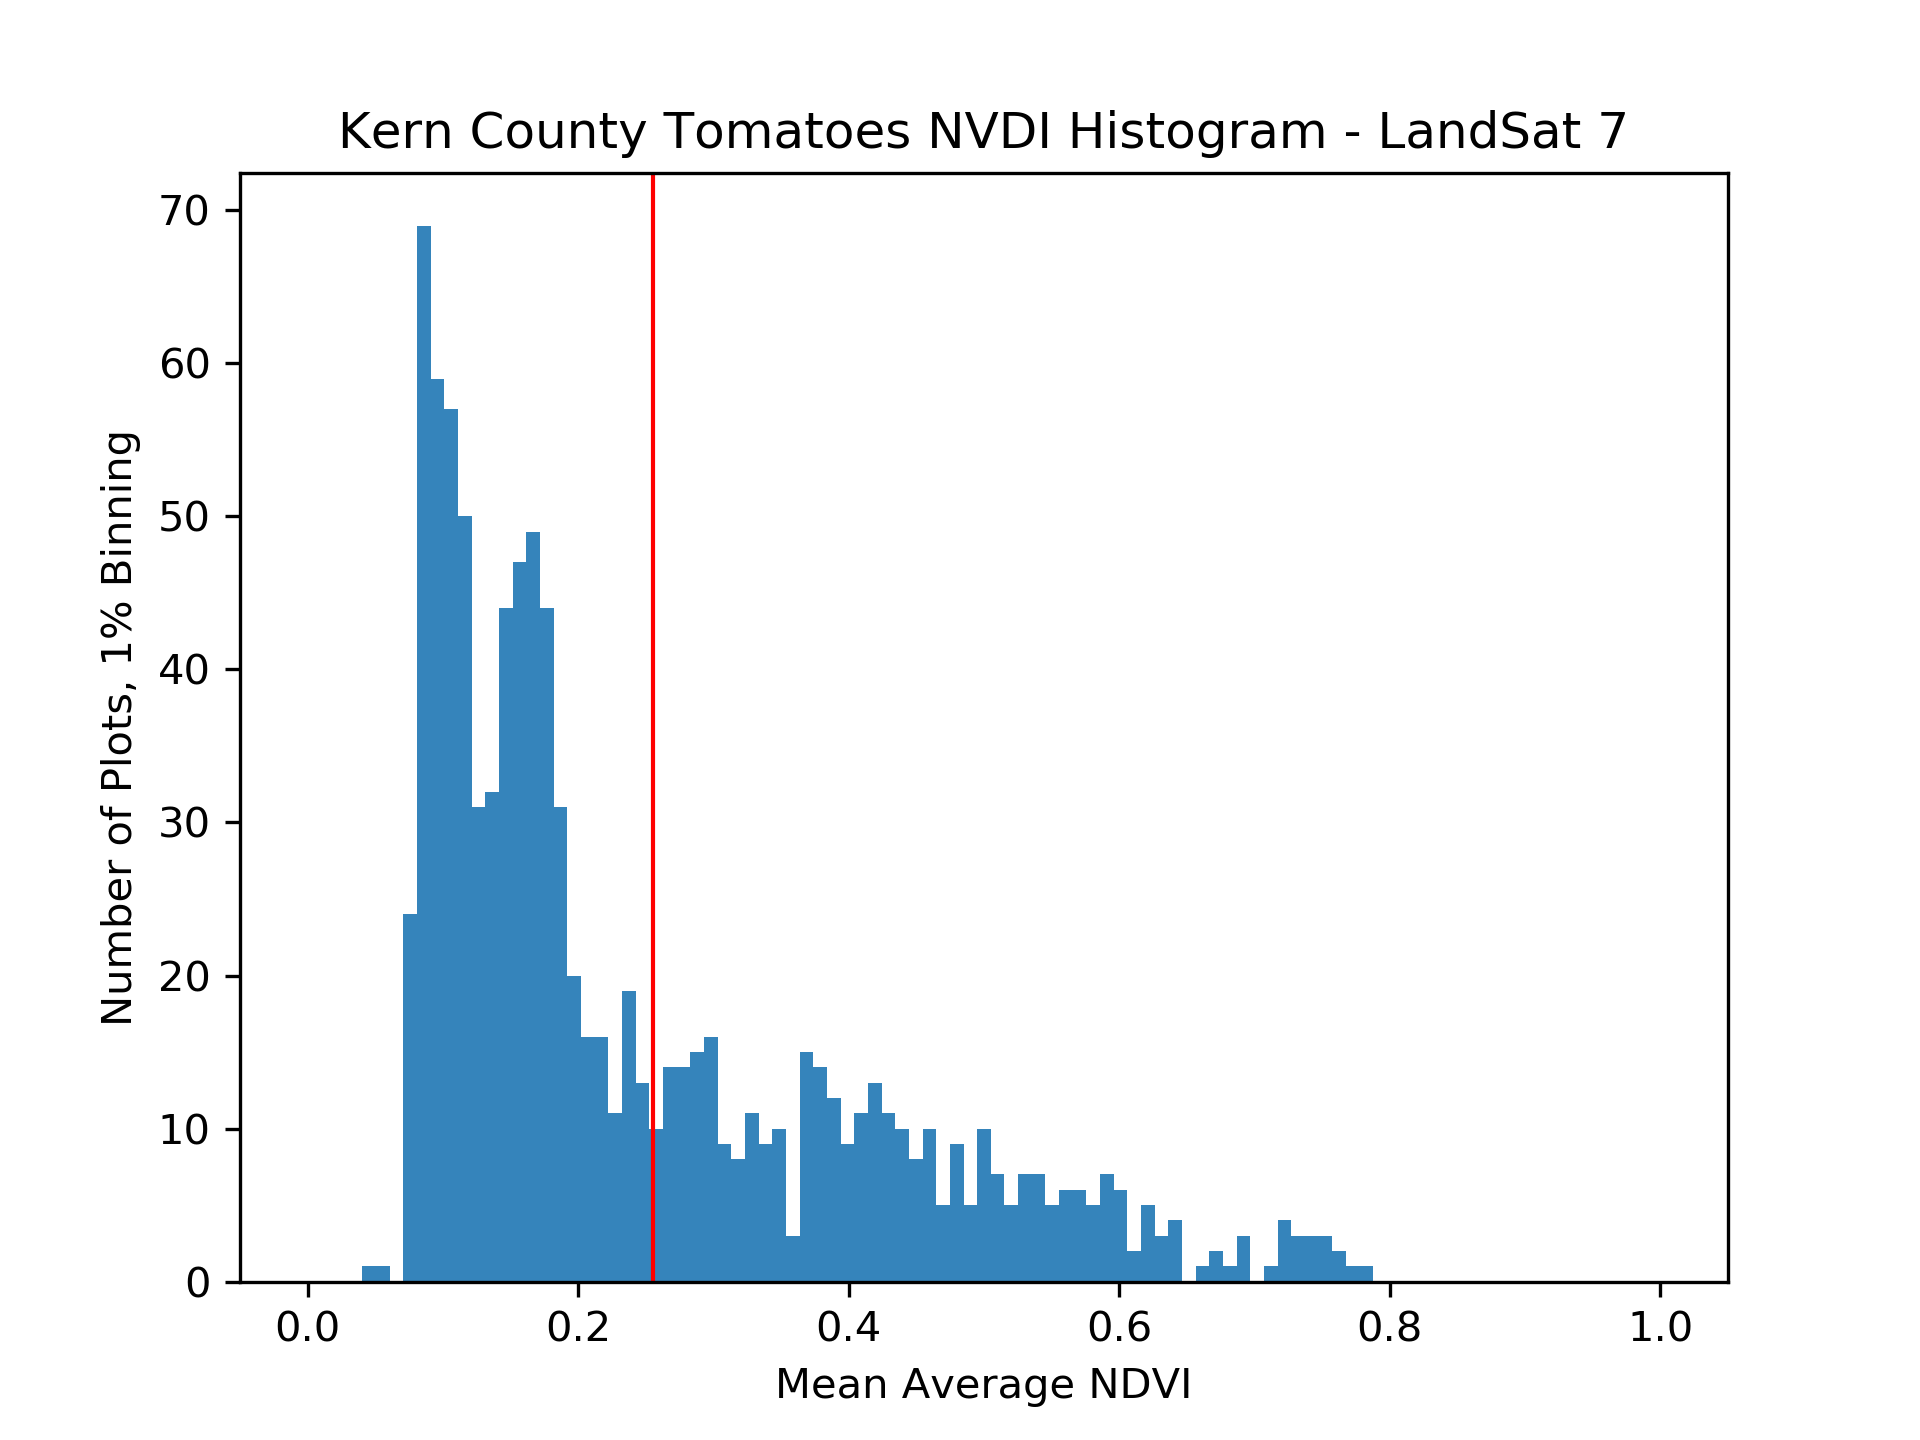 Kern County Tomatoes NVDI Histogram - LandSat 7
70
60
50
40
30
20
10
0
Number of Plots, 1% Binning
0.0 0.2 0.4 0.6 0.8 1.0
Mean Average NDVI